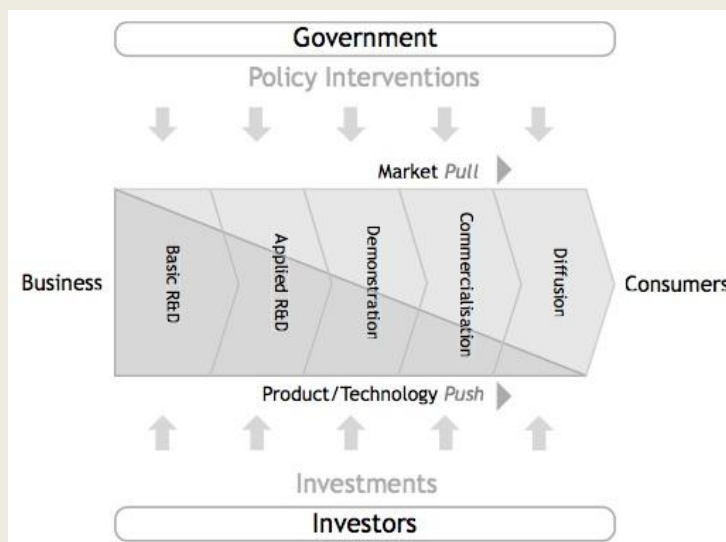 Government
Policy Interventions
Market Pull
Business
Basic R&D
Applied R&D
Demonstration
Commercialisation
Diffusion
Consumers
Product/Technology Push
Investments
Investors